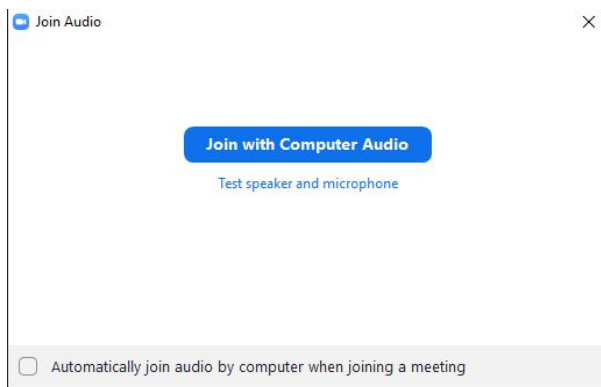 Join Audio
Join with Computer Audio
Test speaker and microphone
Automatically join audio by computer when joining a meeting